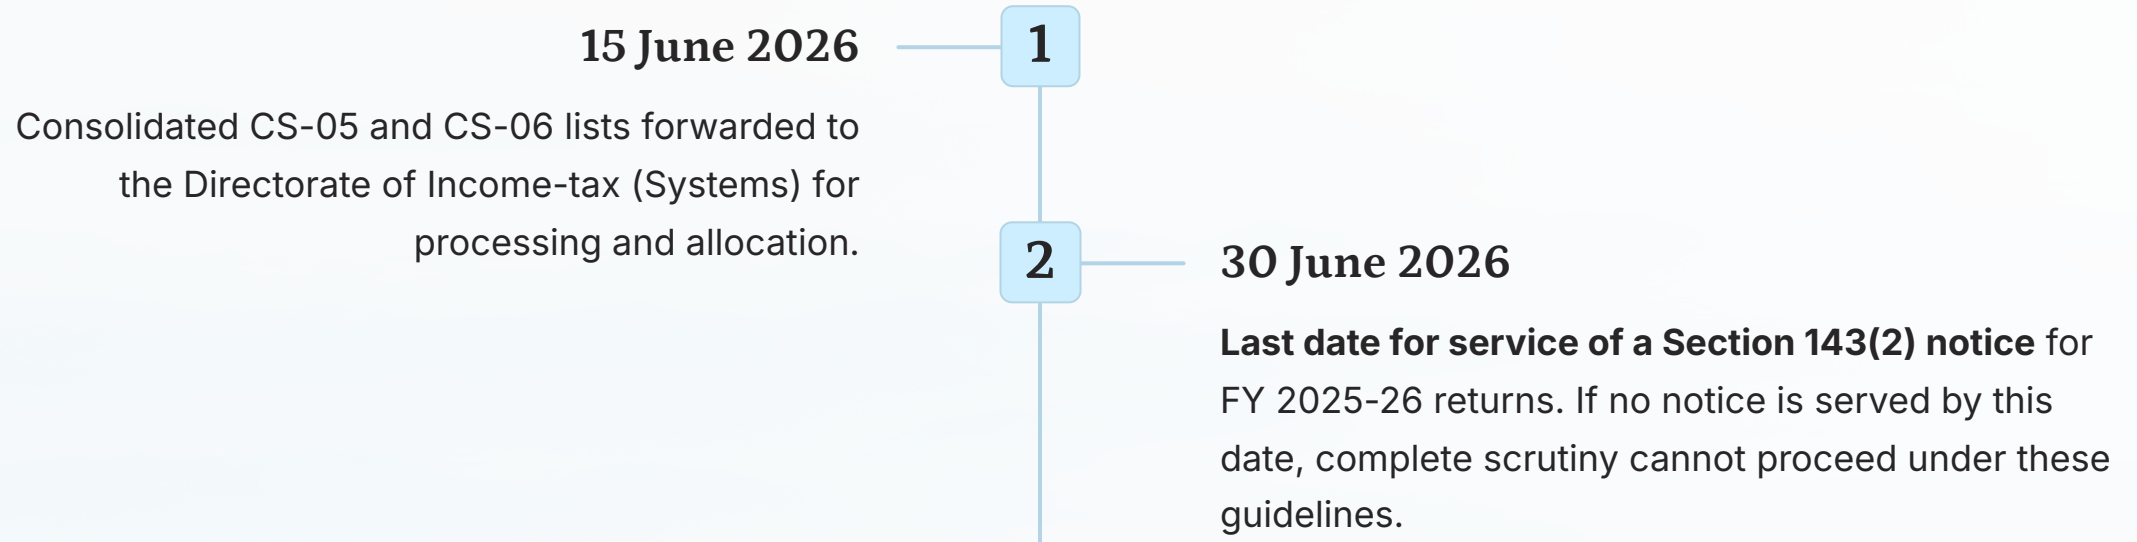 15 June 2026
1
Consolidated CS-05 and CS-06 lists forwarded to
the Directorate of Income-tax (Systems) for
processing and allocation.
2
30 June 2026
Last date for service of a Section 143(2) notice for
FY 2025-26 returns. If no notice is served by this
date, complete scrutiny cannot proceed under these
guidelines.